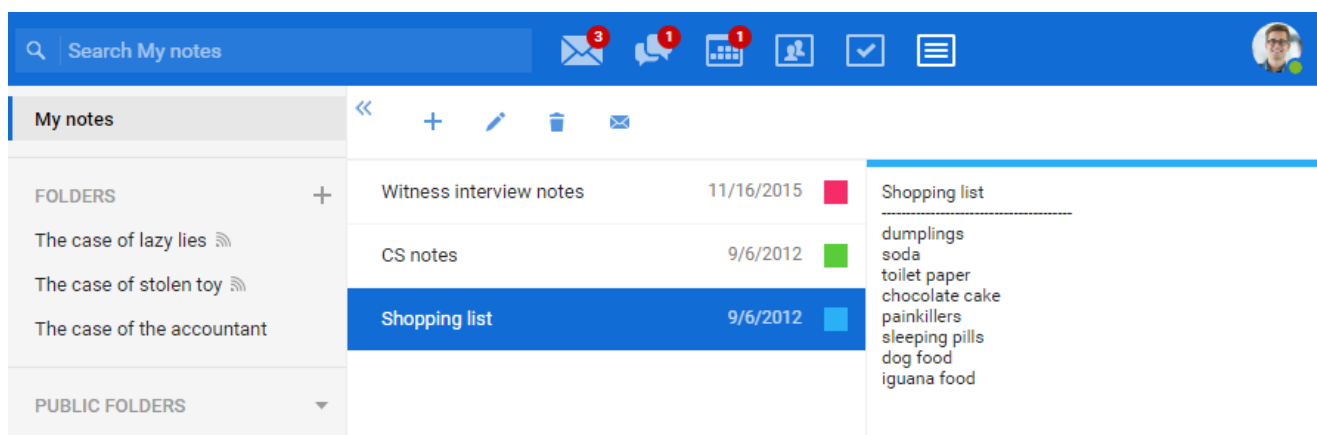 Search My notes
3
1
1
My notes
FOLDERS
The case of lazy lies
The case of stolen toy
The case of the accountant
PUBLIC FOLDERS
Witness interview notes 11/16/2015
CS notes 9/6/2012
Shopping list 9/6/2012
Shopping list
----------------------------------------
dumplings
soda
toilet paper
chocolate cake
painkillers
sleeping pills
dog food
iguana food